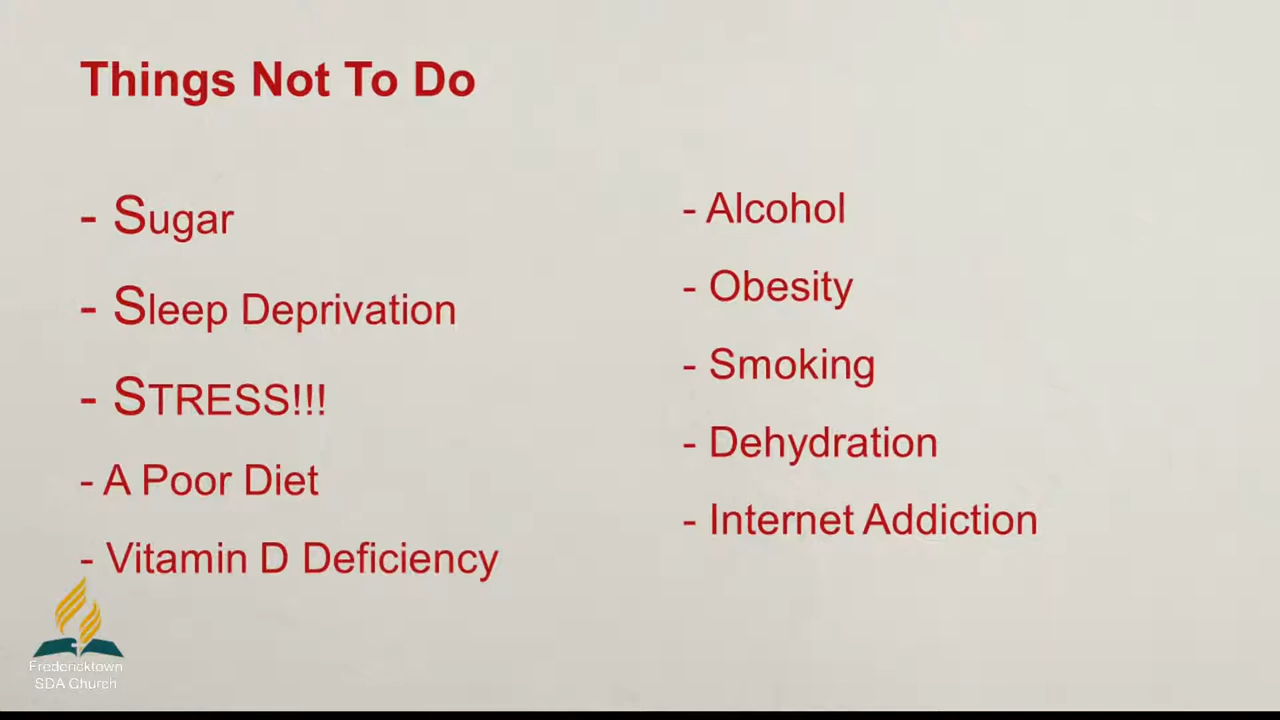 Things Not To Do
- Sugar
- Sleep Deprivation
- STRESS!!!
- A Poor Diet
- Vitamin D Deficiency
- Alcohol
- Obesity
- Smoking
- Dehydration
- Internet Addiction
Fredericktown
SDA Church